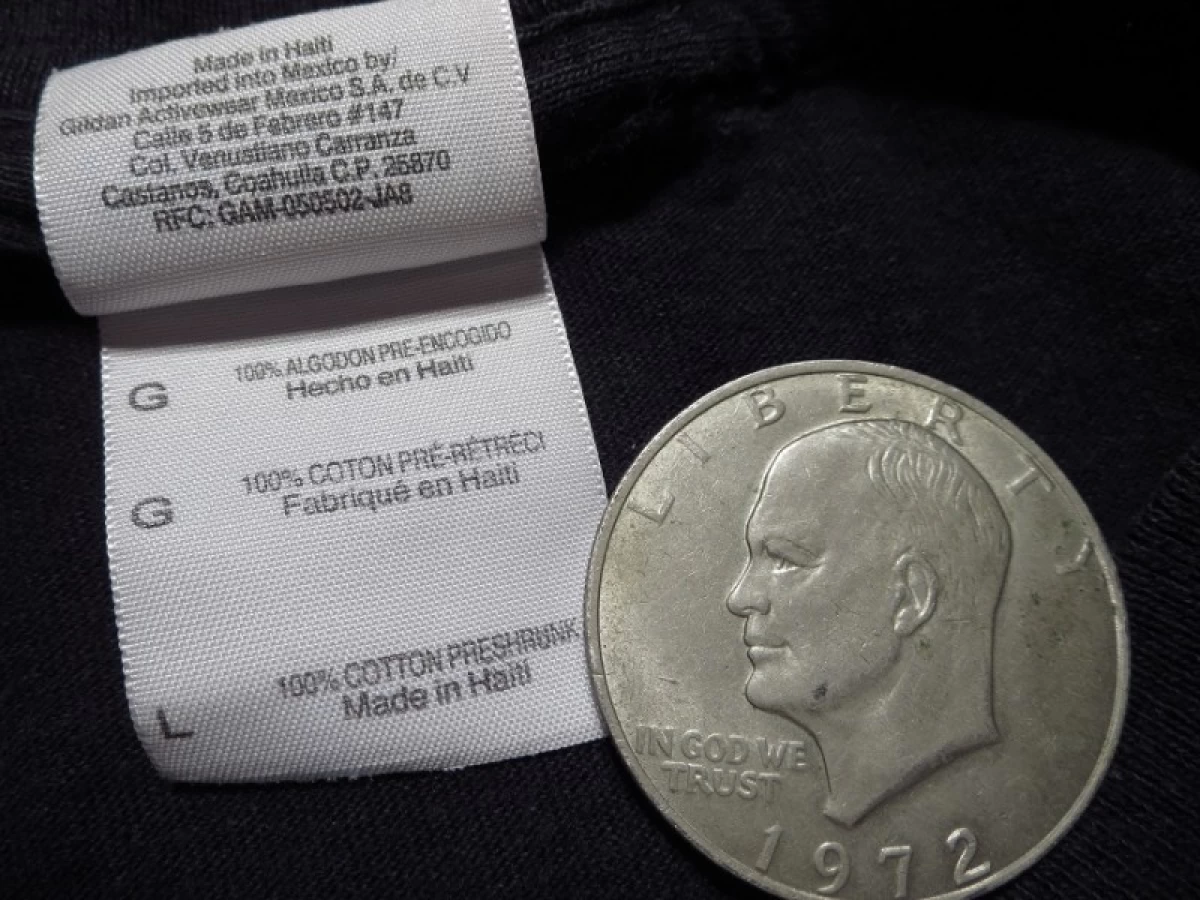 Made in Haiti
Imported into Mexico by/
Gildan Activewear Mexico S.A. de C.V
Calle 5 de Febrero #147
Col. Venustiano Carranza
Castanos, Coahuila C.P. 25870
RFC: GAM-050502-JA8
100% ALGODON PRE-ENCOGIDO
G
Hecho en Haiti
100% COTON PRÉ-RÉTRÉCI
G
Fabriqué en Haiti
100% COTTON PRESHRUNK
L
Made in Haiti
LIBERTY
IN GOD WE
TRUST
1972